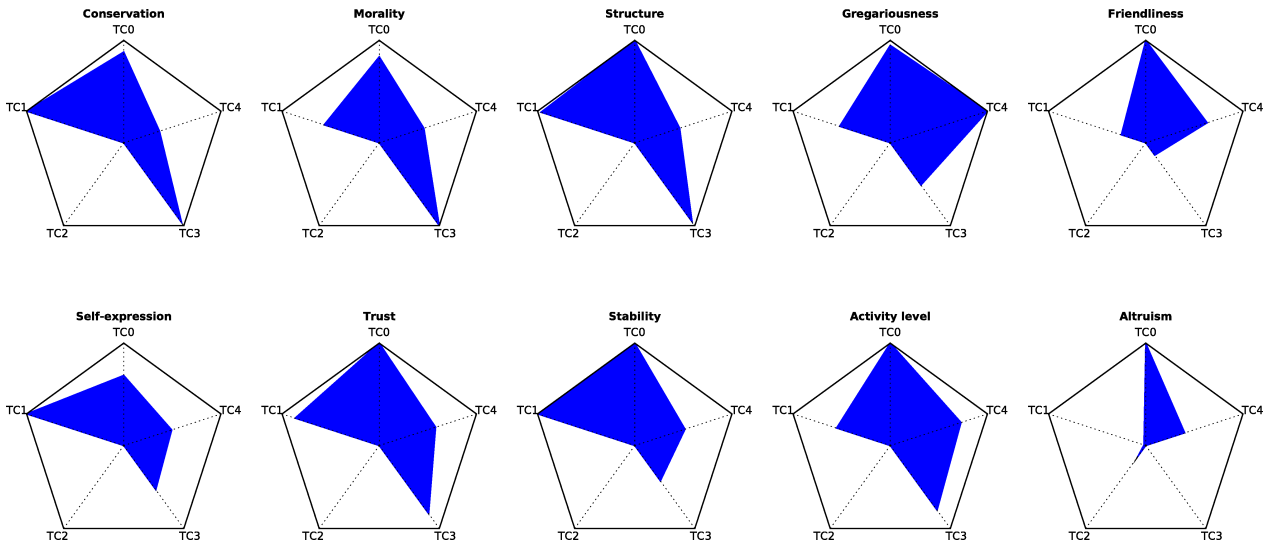 Conservation
TC0
TC1
TC2
TC3
TC4
Morality
TC0
TC1
TC2
TC3
TC4
Structure
TC0
TC1
TC2
TC3
TC4
Gregariousness
TC0
TC1
TC2
TC3
TC4
Friendliness
TC0
TC1
TC2
TC3
TC4
Self-expression
TC0
TC1
TC2
TC3
TC4
Trust
TC0
TC1
TC2
TC3
TC4
Stability
TC0
TC1
TC2
TC3
TC4
Activity level
TC0
TC1
TC2
TC3
TC4
Altruism
TC0
TC1
TC2
TC3
TC4